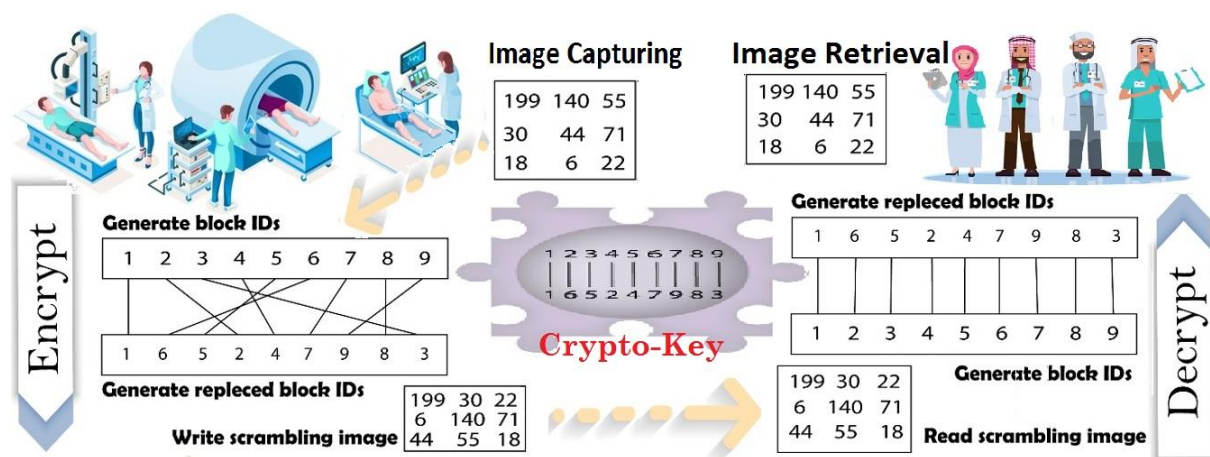 Image Capturing
199 140 55
30 44 71
18 6 22
Image Retrieval
199 140 55
30 44 71
18 6 22
Encrypt
Generate block IDs
1 2 3 4 5 6 7 8 9
1 6 5 2 4 7 9 8 3
Generate repleced block IDs
Write scrambling image
199 30 22
6 140 71
44 55 18
1 2 3 4 5 6 7 8 9
1 6 5 2 4 7 9 8 3
Crypto-Key
Generate repleced block IDs
1 6 5 2 4 7 9 8 3
1 2 3 4 5 6 7 8 9
Generate block IDs
199 30 22
6 140 71
44 55 18
Read scrambling image
Decrypt